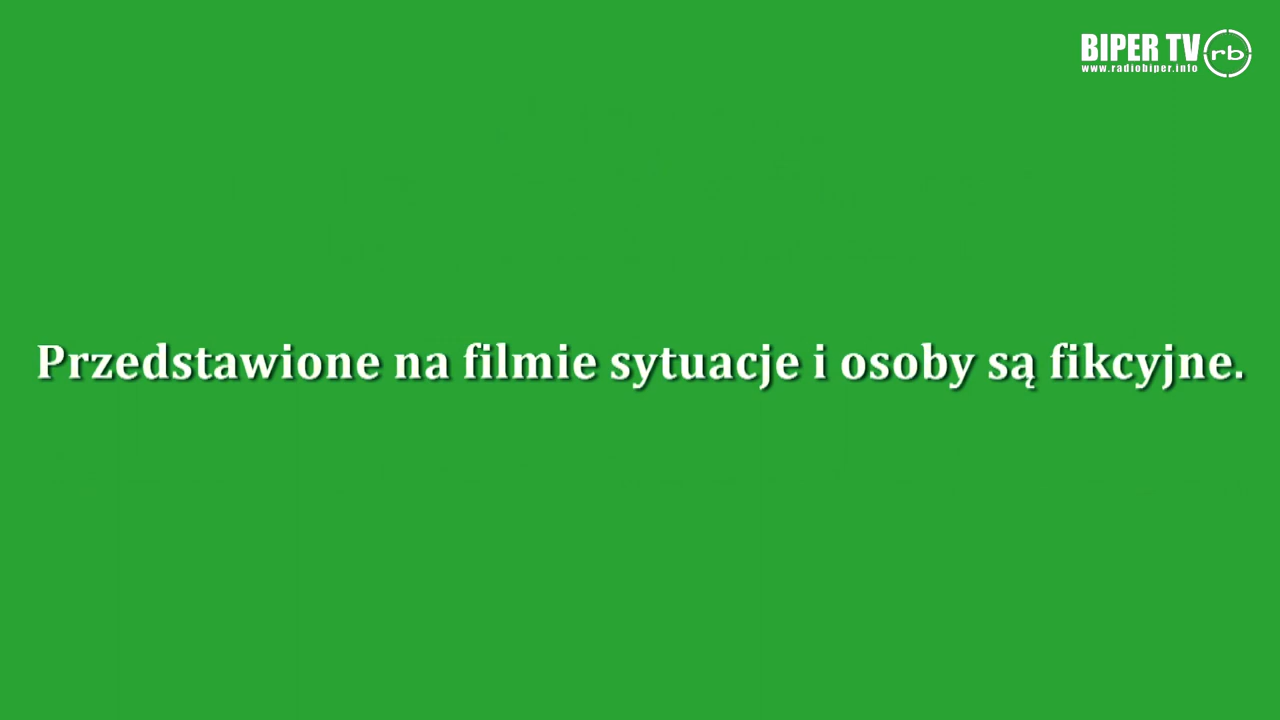 BIPER TV
www.radiobiper.info
rb
Przedstawione na filmie sytuacje i osoby są fikcyjne.